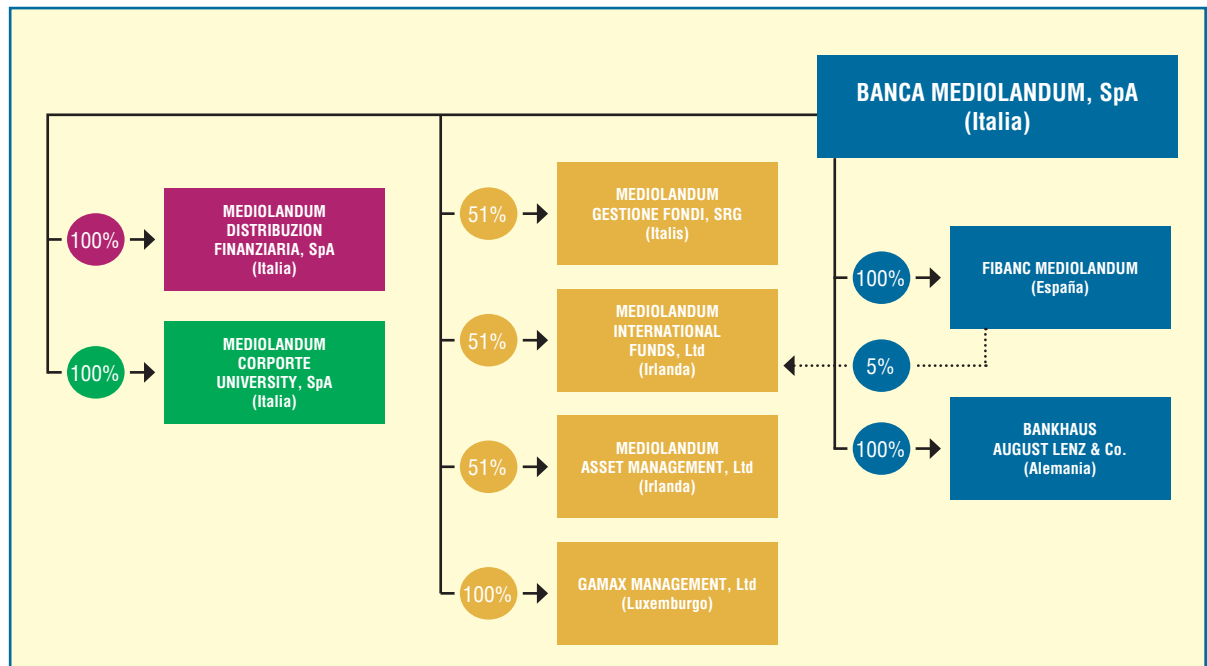 BANCA MEDIOLANDUM, SpA
(Italia)
100%
MEDIOLANDUM
DISTRIBUZION
FINANZIARIA, SpA
(Italia)
100%
MEDIOLANDUM
CORPORTE
UNIVERSITY, SpA
(Italia)
51%
MEDIOLANDUM
GESTIONE FONDI, SRG
(Italis)
51%
MEDIOLANDUM
INTERNATIONAL
FUNDS, Ltd
(Irlanda)
51%
MEDIOLANDUM
ASSET MANAGEMENT, Ltd
(Irlanda)
100%
GAMAX MANAGEMENT, Ltd
(Luxemburgo)
100%
FIBANC MEDIOLANDUM
(España)
5%
100%
BANKHAUS
AUGUST LENZ & Co.
(Alemania)